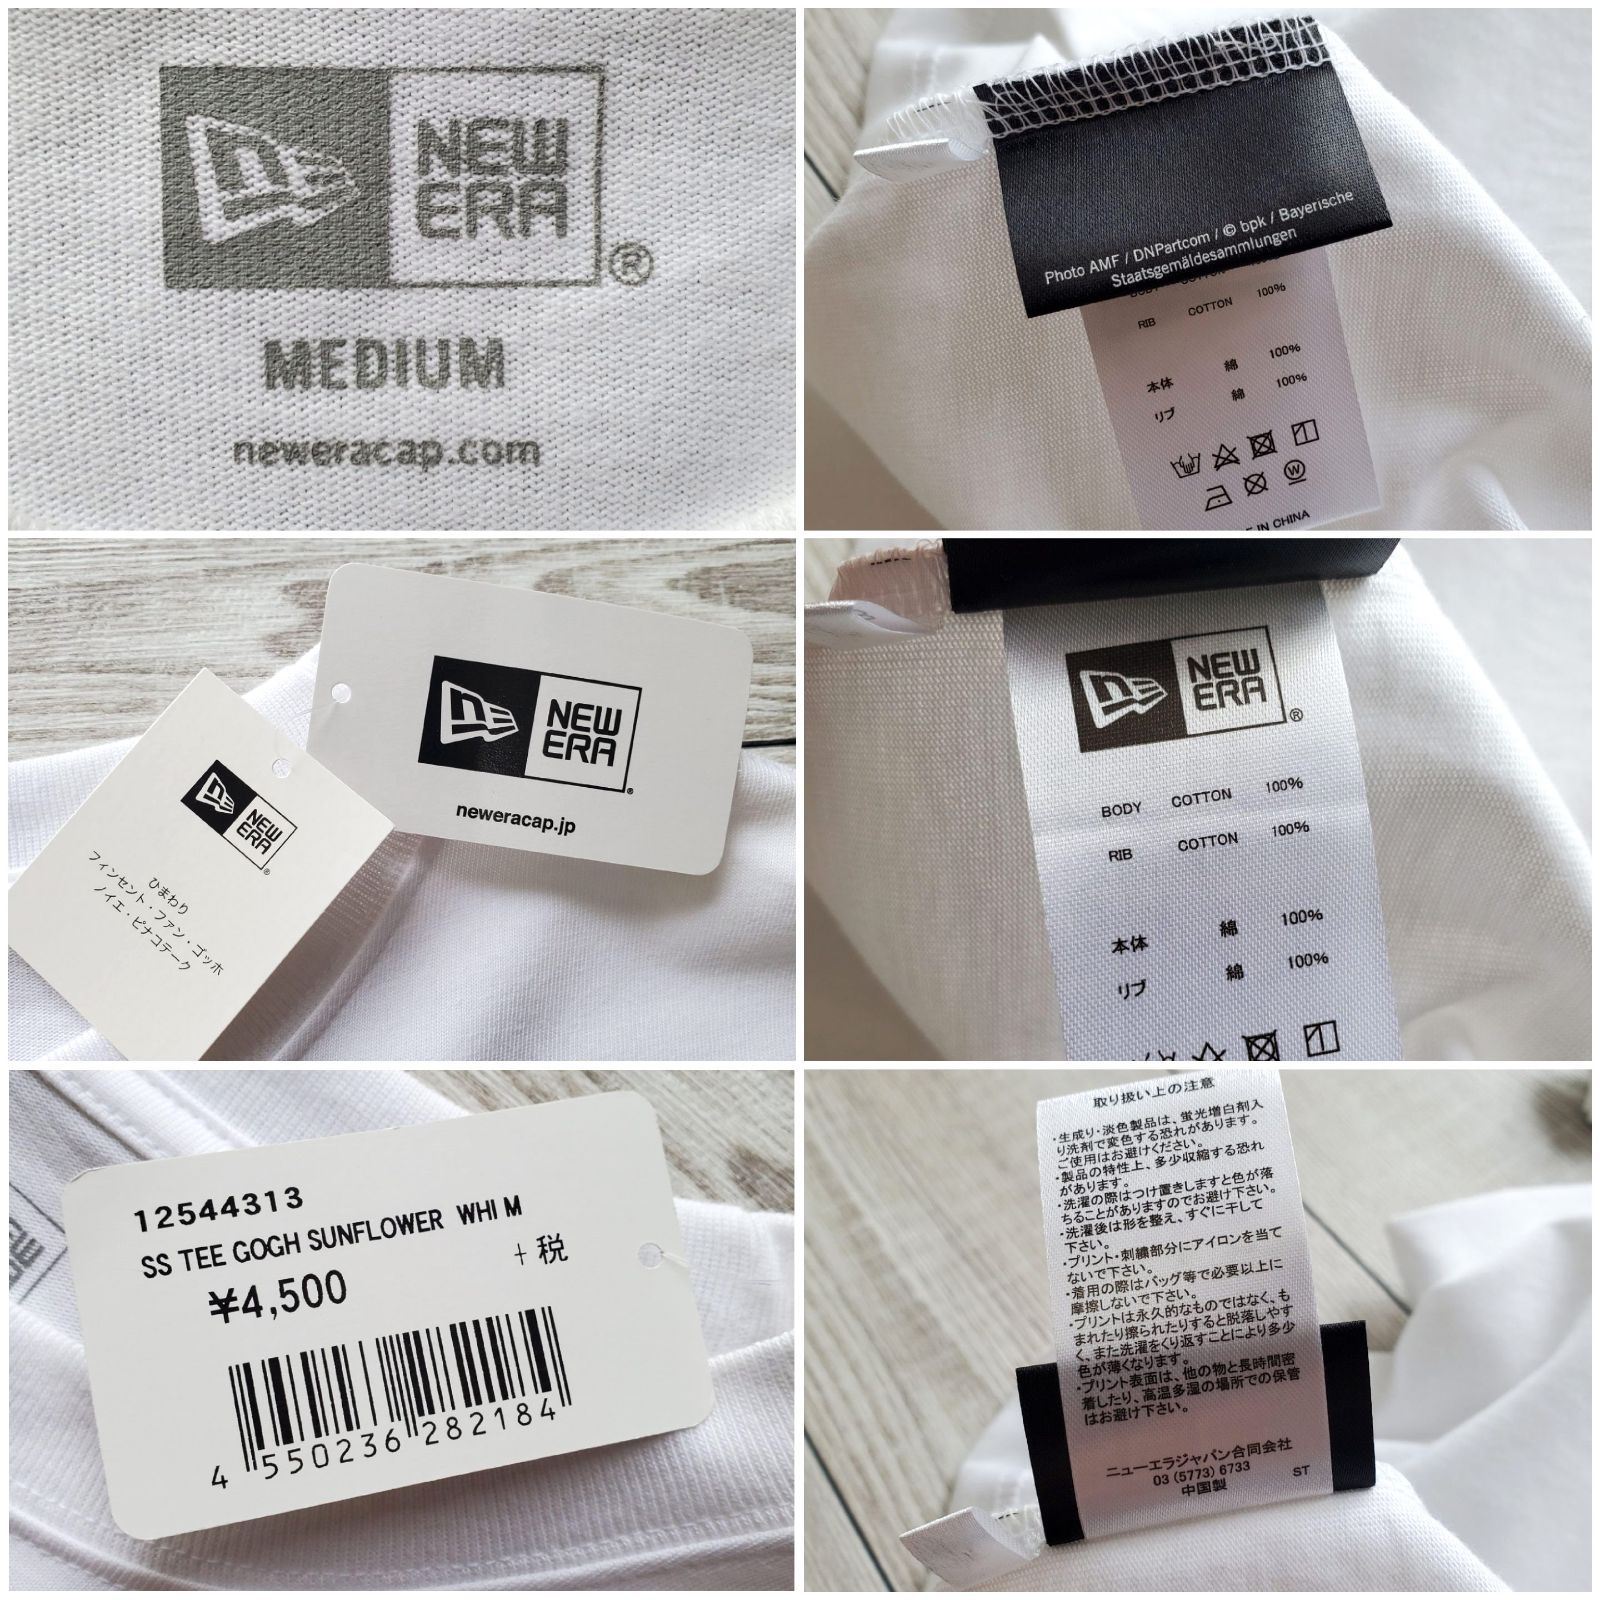 NEW
ERA
®
MEDIUM
neweracap.com
Photo AMF / DNPartcom / © bpk / Bayerische
Staatsgemäldesammlungen
RIB COTTON 100%
本体 綿 100%
リブ 綿 100%
W
IN CHINA
NEW
ERA
neweracap.jp
NEW
ERA
ひまわり
フィンセント・ファン・ゴッホ
ノイエ・ピナコテーク
NEW
ERA
®
BODY COTTON 100%
RIB COTTON 100%
本体 綿 100%
リブ 綿 100%
12544313
SS TEE GOGH SUNFLOWER WHI M
¥4,500 + 税
4 550236 282184
取り扱い上の注意
・生成り・淡色製品は、蛍光増白剤入
り洗剤で変色する恐れがあります。
ご使用はお避けください。
・製品の特性上、多少収縮する恐れ
があります。
・洗濯の際はつけ置きしますと色が落
ちることがありますのでお避け下さい。
・洗濯後は形を整え、すぐに干して
下さい。
・プリント・刺繍部分にアイロンを当て
ないで下さい。
・着用の際はバッグ等で必要以上に
摩擦しないで下さい。
・プリントは永久的なものではなく、も
まれたり擦られたりすると脱落しやす
く、また洗濯をくり返すことにより多少
色が薄くなります。
・プリント表面は、他の物と長時間密
着したり、高温多湿の場所での保管
はお避け下さい。
ニューエラジャパン合同会社
03 (5773) 6733
中国製 ST